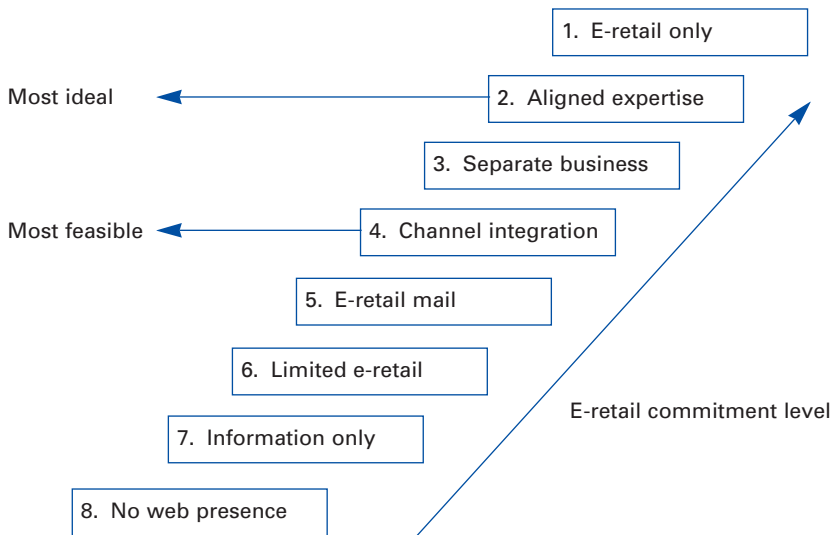 1. E-retail only
Most ideal
2. Aligned expertise
3. Separate business
Most feasible
4. Channel integration
5. E-retail mail
6. Limited e-retail
E-retail commitment level
7. Information only
8. No web presence